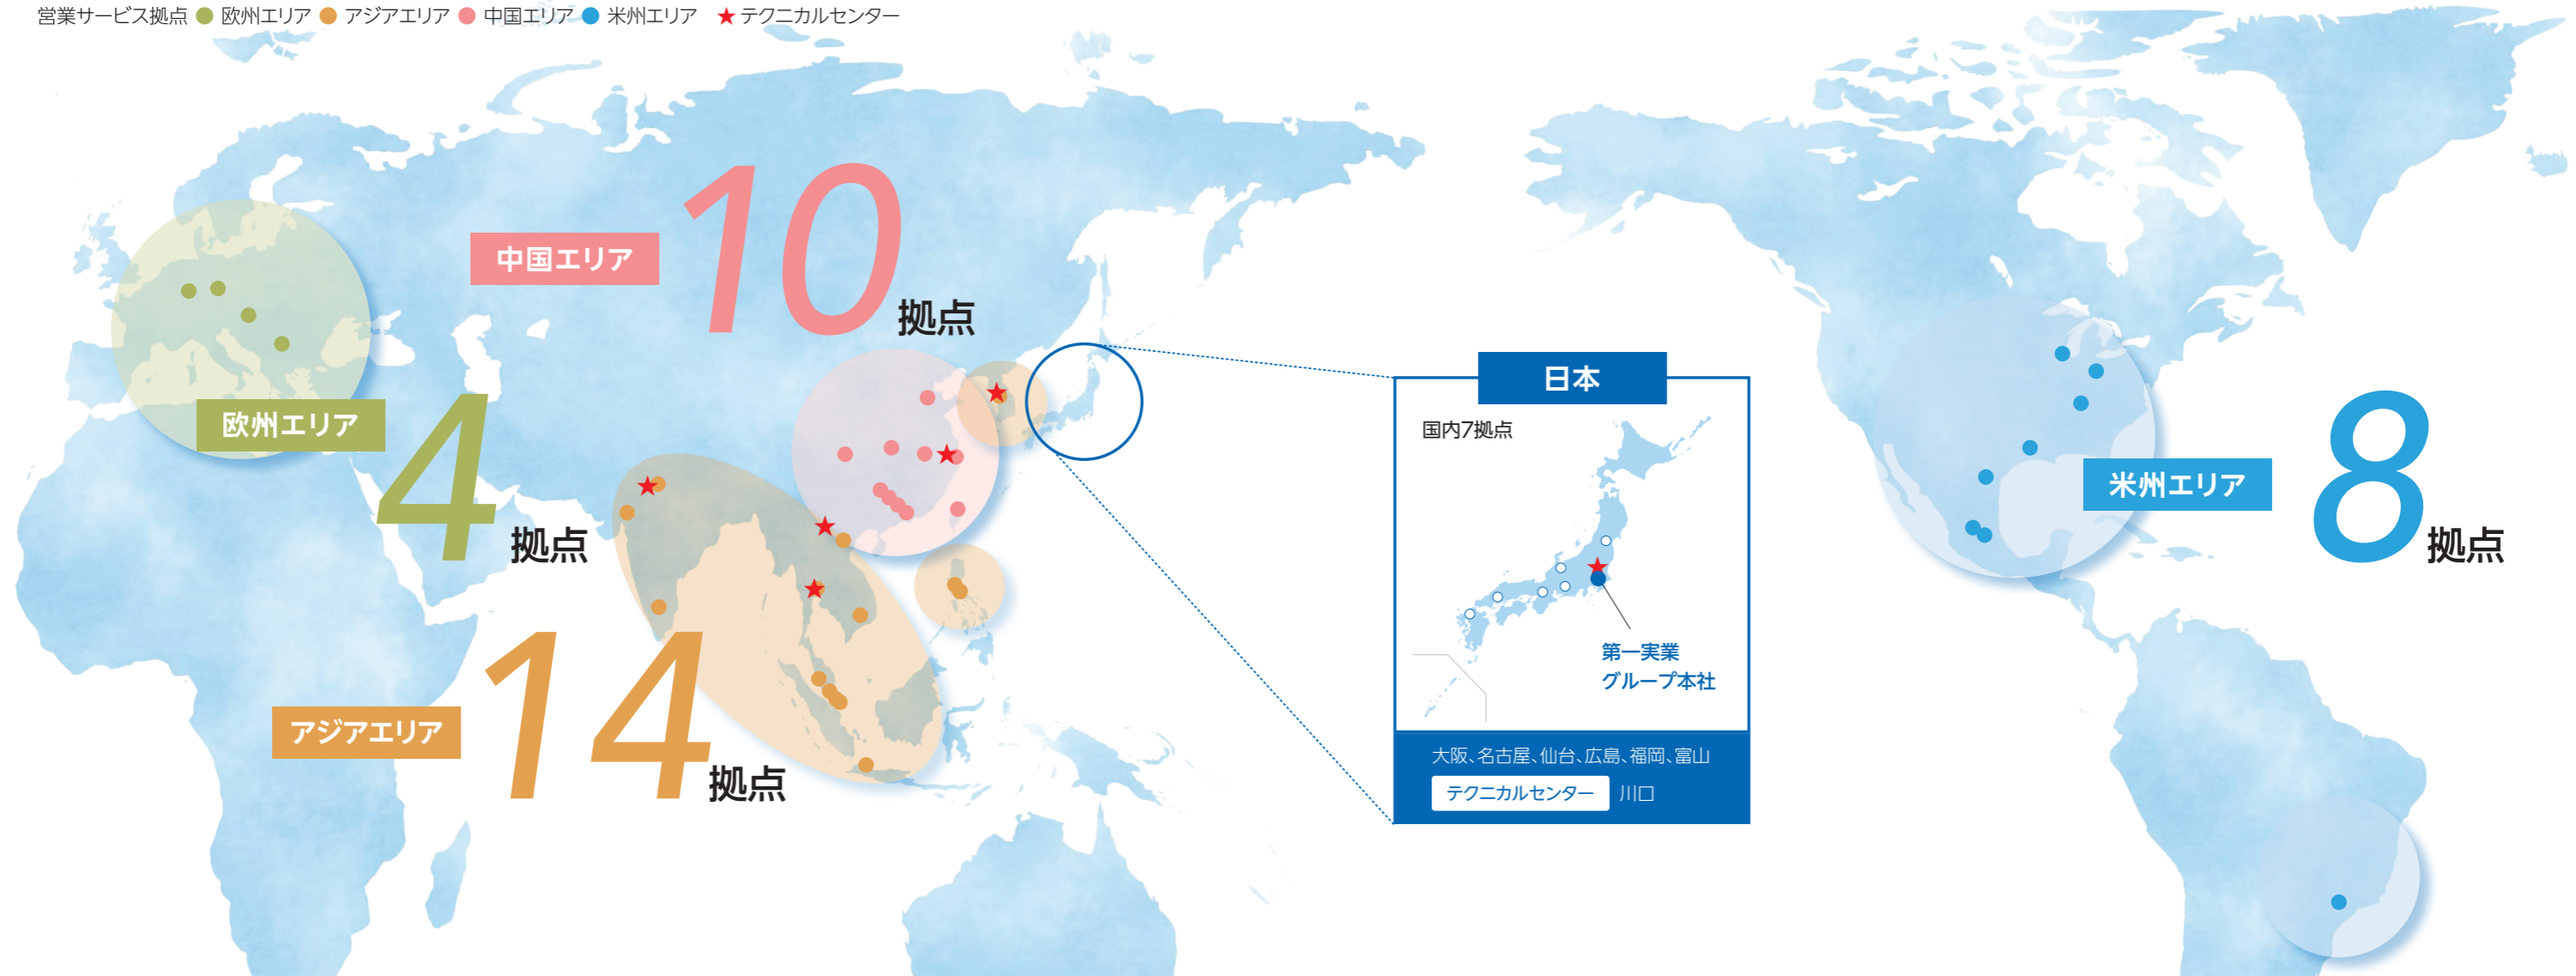 営業サービス拠点 欧州エリア アジアエリア 中国エリア 米州エリア ★テクニカルセンター
中国エリア
10
拠点
欧州エリア
4
拠点
アジアエリア
14
拠点
日本
国内7拠点
第一実業
グループ本社
大阪、名古屋、仙台、広島、福岡、富山
テクニカルセンター 川口
米州エリア
8
拠点